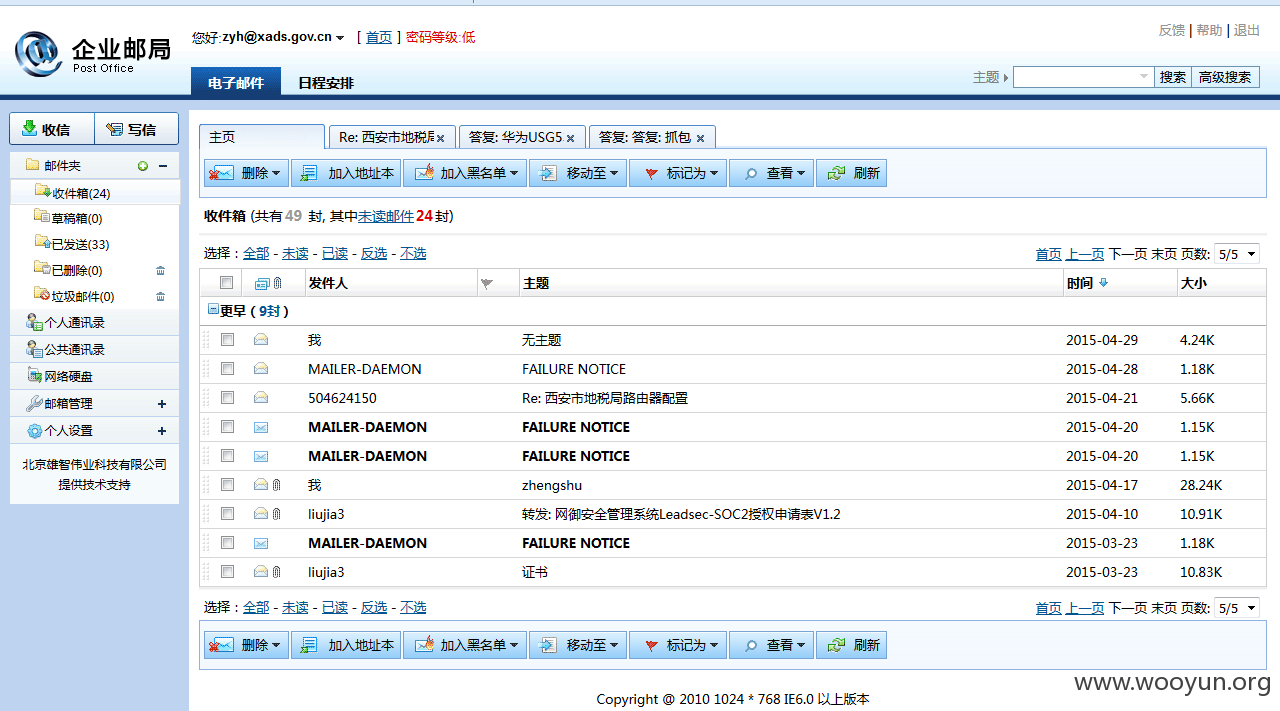 企业邮局
Post Office
您好:zyh@xads.gov.cn [ 首页 ] 密码等级:低
反馈 | 帮助 | 退出
电子邮件 日程安排
主题 搜索 高级搜索
收信 写信
邮件夹
收件箱(24)
草稿箱(0)
已发送(33)
已删除(0)
垃圾邮件(0)
个人通讯录
公共通讯录
网络硬盘
邮箱管理
个人设置
北京雄智伟业科技有限公司
提供技术支持
主页 Re: 西安市地税局 答复: 华为USG5 答复: 答复: 抓包
删除 加入地址本 加入黑名单 移动至 标记为 查看 刷新
收件箱 (共有 49 封, 其中未读邮件 24 封)
选择：全部 - 未读 - 已读 - 反选 - 不选 首页 上一页 下一页 末页 页数: 5/5
发件人 主题 时间 大小
更早 ( 9封 )
我 无主题 2015-04-29 4.24K
MAILER-DAEMON FAILURE NOTICE 2015-04-28 1.18K
504624150 Re: 西安市地税局路由器配置 2015-04-21 5.66K
MAILER-DAEMON FAILURE NOTICE 2015-04-20 1.15K
MAILER-DAEMON FAILURE NOTICE 2015-04-20 1.15K
我 zhengshu 2015-04-17 28.24K
liujia3 转发: 网御安全管理系统Leadsec-SOC2授权申请表V1.2 2015-04-10 10.91K
MAILER-DAEMON FAILURE NOTICE 2015-03-23 1.18K
liujia3 证书 2015-03-23 10.83K
选择：全部 - 未读 - 已读 - 反选 - 不选 首页 上一页 下一页 末页 页数: 5/5
删除 加入地址本 加入黑名单 移动至 标记为 查看 刷新
www.wooyun.org
Copyright @ 2010 1024 * 768 IE6.0 以上版本